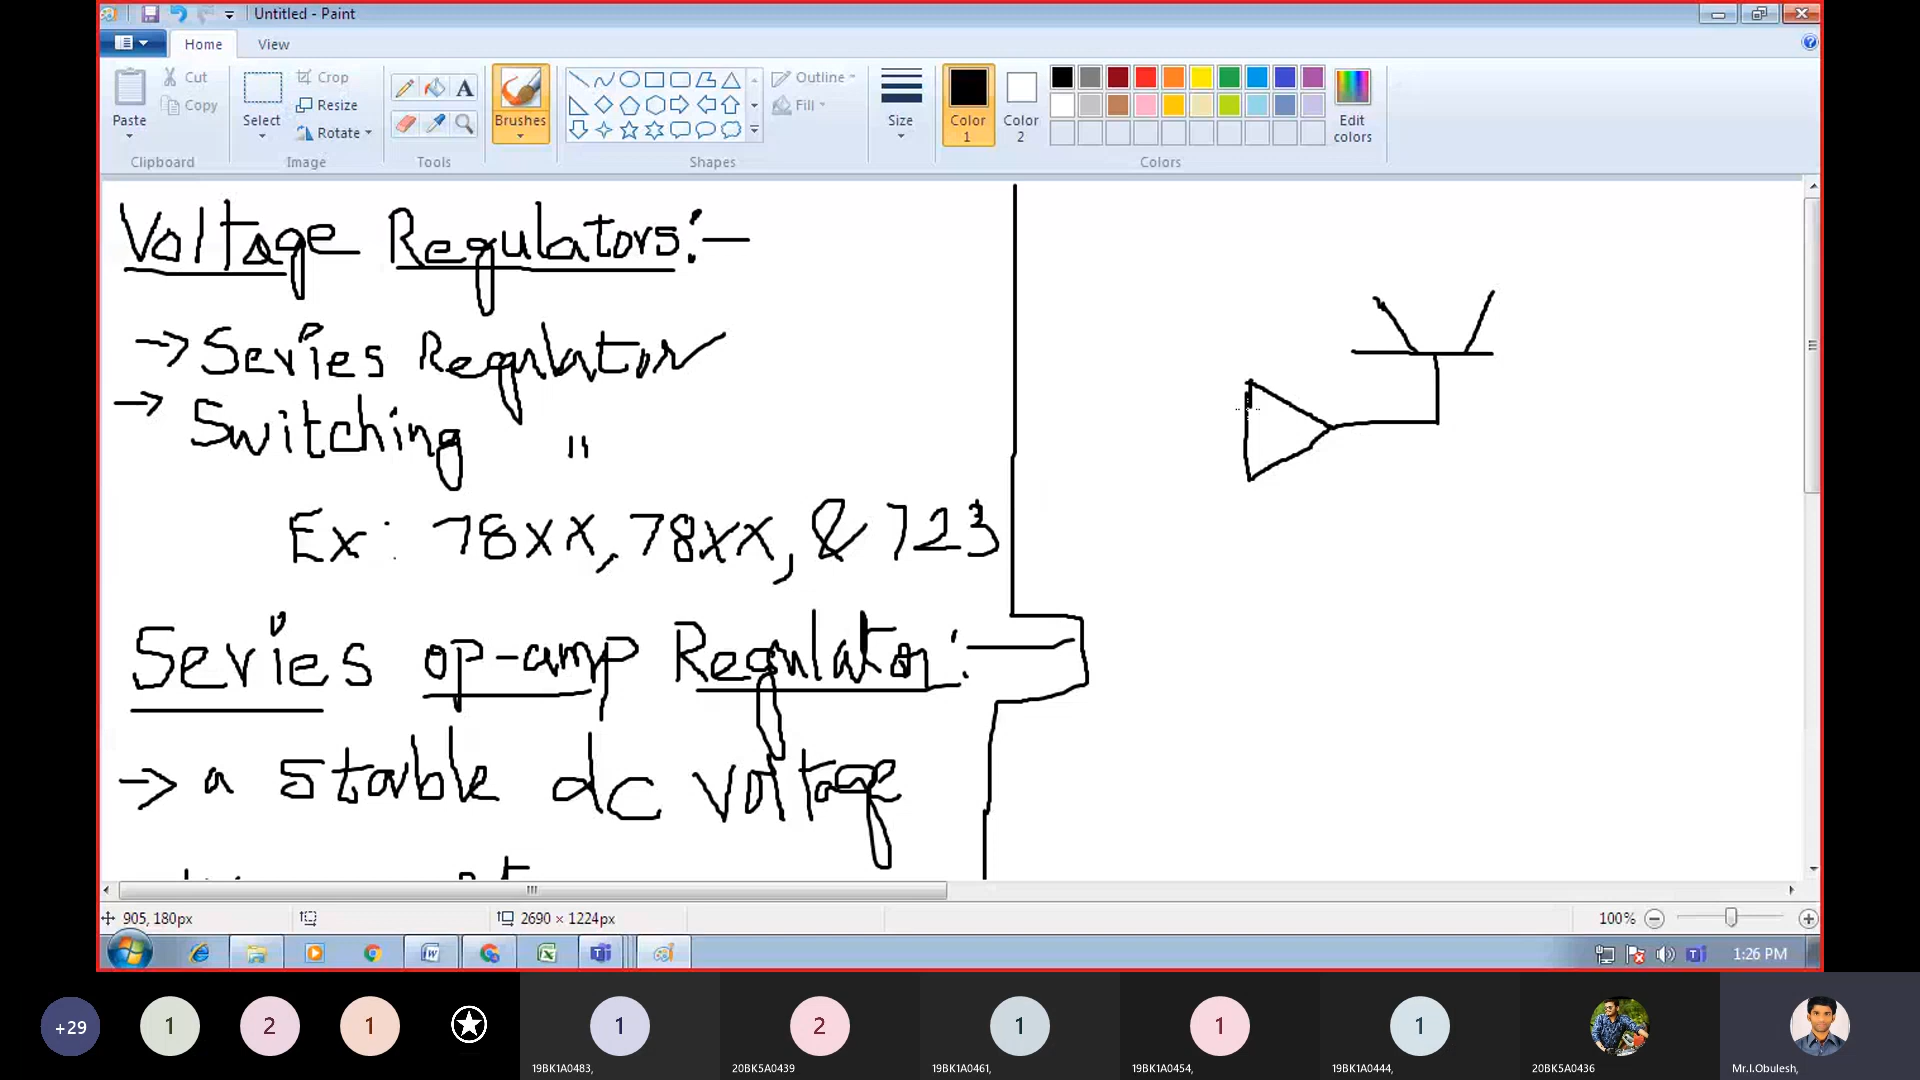 Untitled - Paint
Home View
Paste
Cut
Copy
Clipboard
Select
Crop
Resize
Rotate
Image
Tools
Brushes
Shapes
Outline
Fill
Size
Color 1
Color 2
Edit colors
Colors
Voltage Regulators:-
→ Series Regulator
→ Switching "
Ex: 78XX, 78XX, & 723
Series op-amp Regulator:-
→ a stable dc voltage
905, 180px
2690 × 1224px
100%
1:26 PM
+29
1
2
1
1
2
1
1
1
19BK1A0483,
20BK5A0439
19BK1A0461,
19BK1A0454,
19BK1A0444,
20BK5A0436
Mr.I.Obulesh,